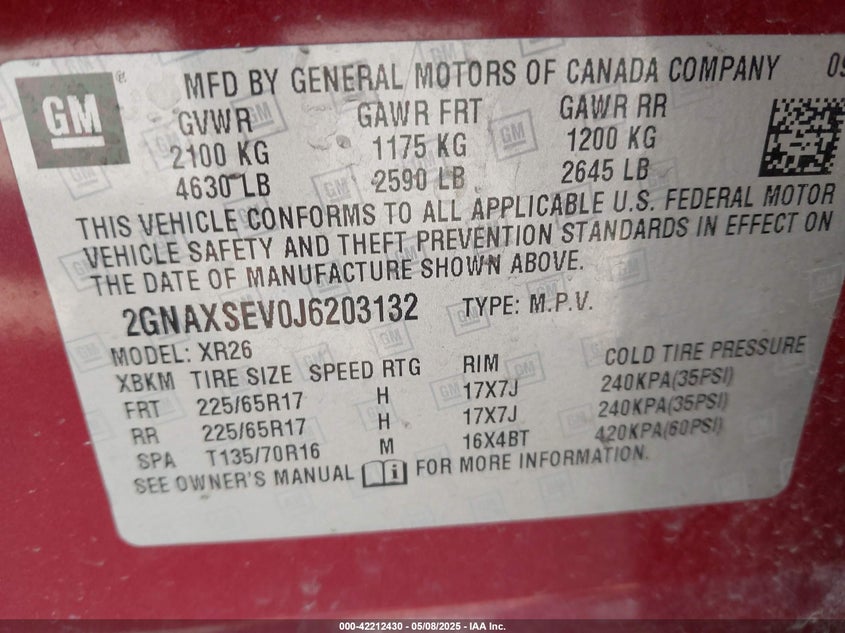 GM
MFD BY GENERAL MOTORS OF CANADA COMPANY 09
GVWR GAWR FRT GAWR RR
2100 KG 1175 KG 1200 KG
4630 LB 2590 LB 2645 LB
THIS VEHICLE CONFORMS TO ALL APPLICABLE U.S. FEDERAL MOTOR
VEHICLE SAFETY AND THEFT PREVENTION STANDARDS IN EFFECT ON
THE DATE OF MANUFACTURE SHOWN ABOVE.
2GNAXSEV0J6203132 TYPE: M.P.V.
MODEL: XR26
XBKM TIRE SIZE SPEED RTG RIM COLD TIRE PRESSURE
FRT 225/65R17 H 17X7J 240KPA(35PSI)
RR 225/65R17 H 17X7J 240KPA(35PSI)
SPA T135/70R16 M 16X4BT 420KPA(60PSI)
SEE OWNER'S MANUAL i FOR MORE INFORMATION.
000-42212430 - 05/08/2025 - IAA Inc.